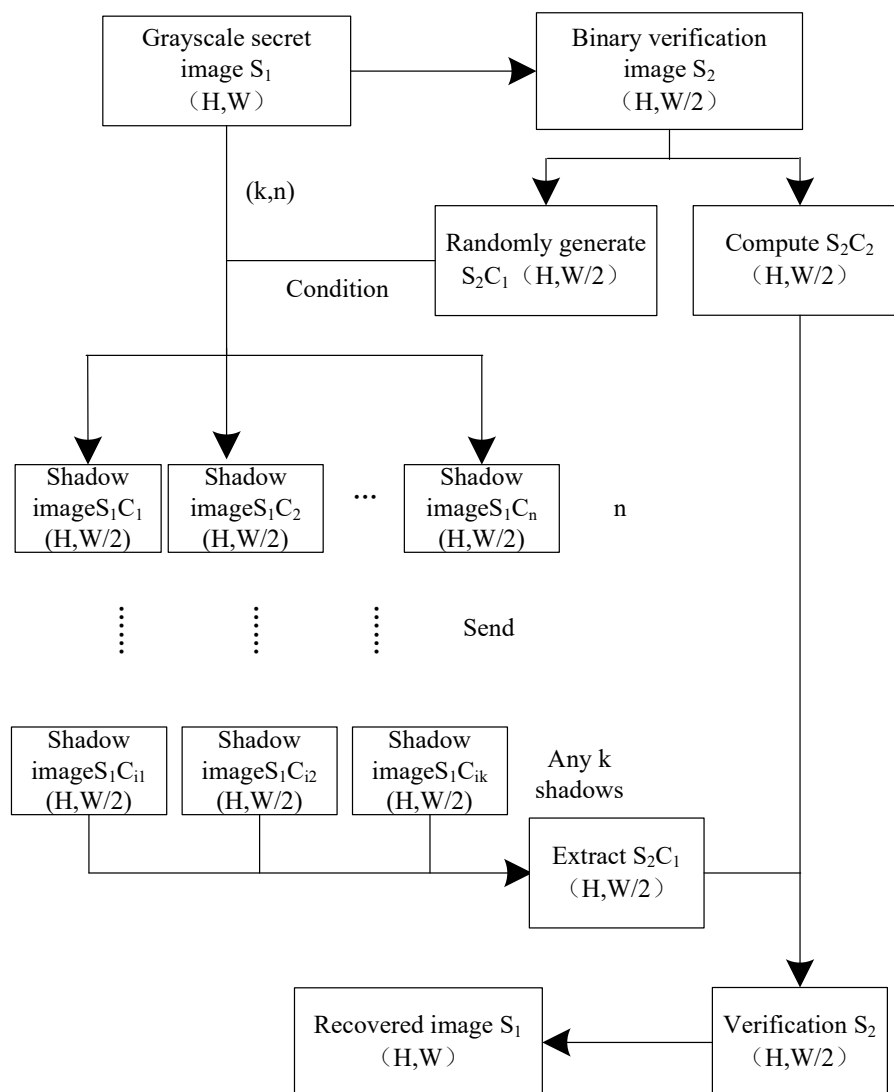 Grayscale secret
image S₁
（H,W）
Binary verification
image S₂
（H,W/2）
(k,n)
Randomly generate
S₂C₁（H,W/2）
Compute S₂C₂
（H,W/2）
Condition
Shadow
imageS₁C₁
(H,W/2)
Shadow
imageS₁C₂
(H,W/2)
...
Shadow
imageS₁Cₙ
(H,W/2)
n
Send
Shadow
imageS₁Cᵢ₁
(H,W/2)
Shadow
imageS₁Cᵢ₂
(H,W/2)
Shadow
imageS₁Cᵢₖ
(H,W/2)
Any k
shadows
Extract S₂C₁
（H,W/2）
Recovered image S₁
（H,W）
Verification S₂
（H,W/2）